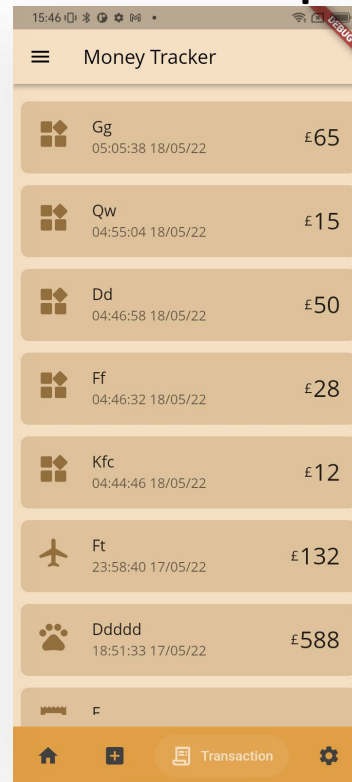 15:46
DEBUG
Money Tracker
Gg
05:05:38 18/05/22
£65
Qw
04:55:04 18/05/22
£15
Dd
04:46:58 18/05/22
£50
Ff
04:46:32 18/05/22
£28
Kfc
04:44:46 18/05/22
£12
Ft
23:58:40 17/05/22
£132
Ddddd
18:51:33 17/05/22
£588
Transaction